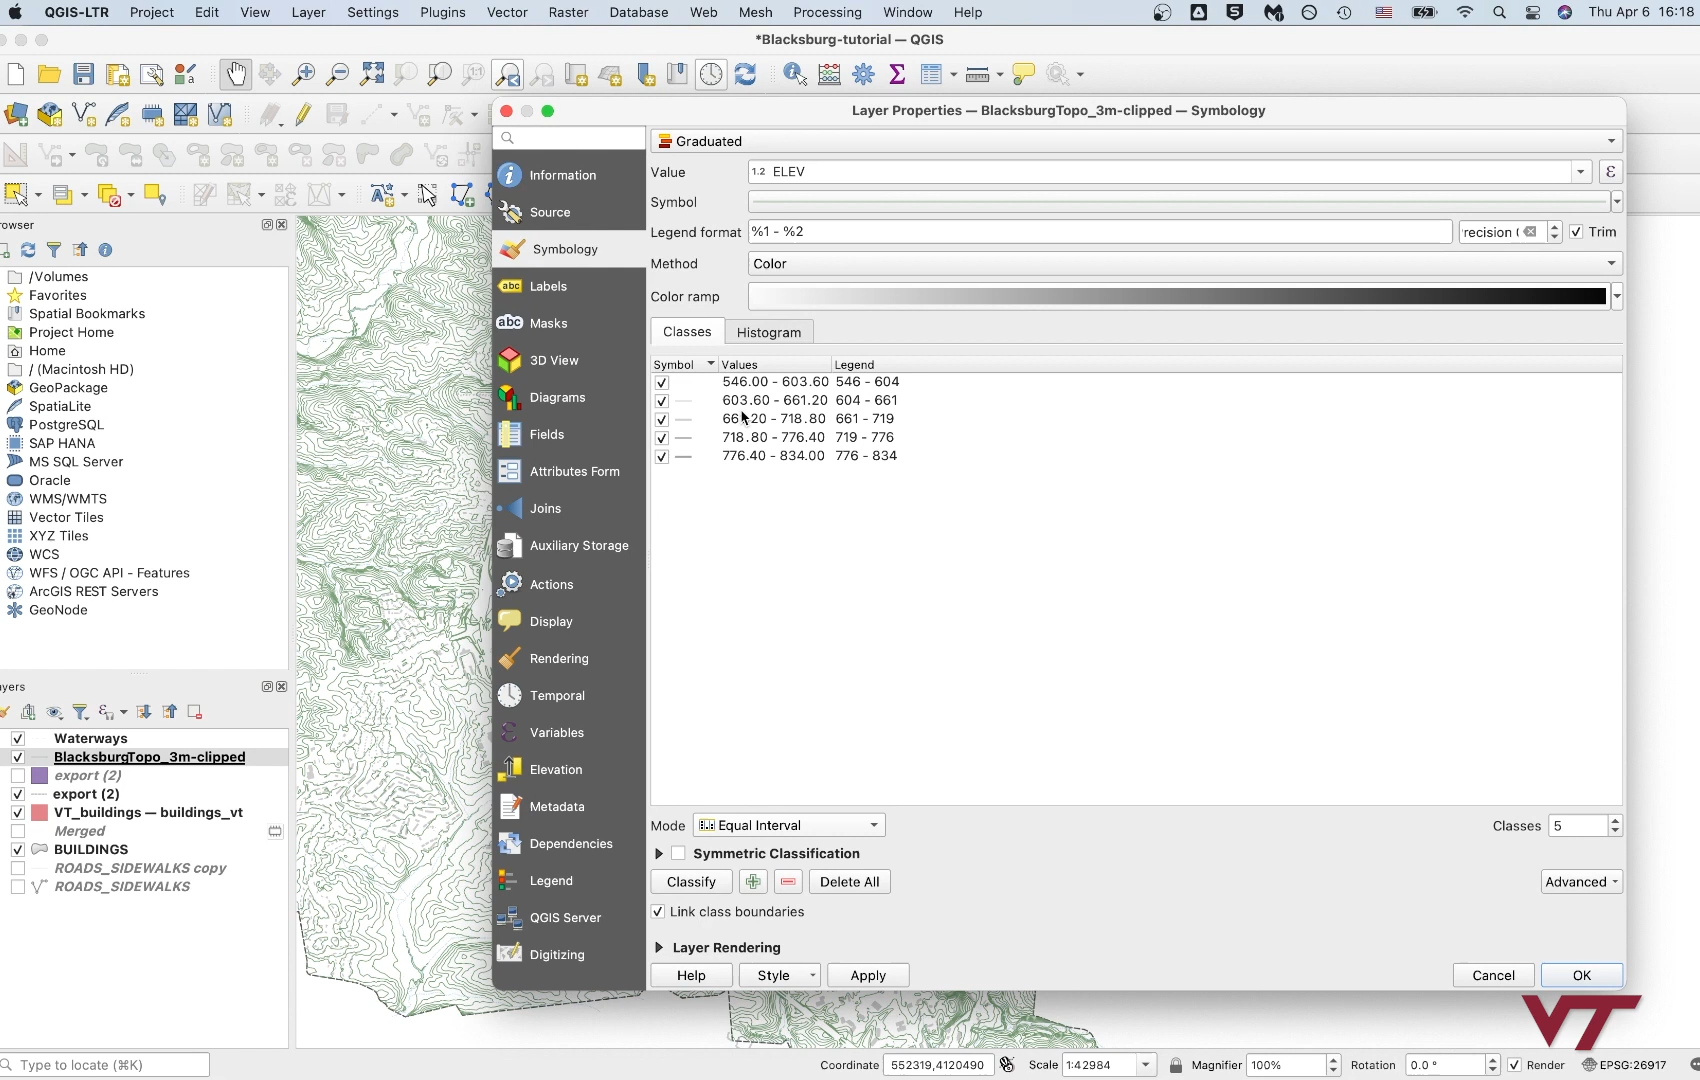 QGIS-LTR Project Edit View Layer Settings Plugins Vector Raster Database Web Mesh Processing Window Help Thu Apr 6 16:18
*Blacksburg-tutorial — QGIS
Layer Properties — BlacksburgTopo_3m-clipped — Symbology
Graduated
Information
Value 1.2 ELEV
Symbol
Source
rowser
Legend format %1 - %2 recision ( Trim
Symbology
Method Color
/Volumes
Favorites
Labels
Color ramp
Spatial Bookmarks
Masks
Project Home
Classes Histogram
Home
3D View
/ (Macintosh HD)
Symbol Values Legend
GeoPackage
546.00 - 603.60 546 - 604
Diagrams
SpatiaLite
603.60 - 661.20 604 - 661
PostgreSQL
66 20 - 718.80 661 - 719
Fields
SAP HANA
718.80 - 776.40 719 - 776
MS SQL Server
776.40 - 834.00 776 - 834
Attributes Form
Oracle
WMS/WMTS
Joins
Vector Tiles
XYZ Tiles
Auxiliary Storage
WCS
WFS / OGC API - Features
Actions
ArcGIS REST Servers
GeoNode
Display
Rendering
yers
Temporal
Variables
Waterways
BlacksburgTopo_3m-clipped
Elevation
export (2)
export (2)
Metadata
VT_buildings — buildings_vt
Mode Equal Interval Classes 5
Merged
Dependencies
BUILDINGS
Symmetric Classification
ROADS_SIDEWALKS copy
Legend
Classify Delete All Advanced
ROADS_SIDEWALKS
QGIS Server
Link class boundaries
Digitizing
Layer Rendering
Help Style Apply Cancel OK
VT
Type to locate (⌘K) Coordinate 552319,4120490 Scale 1:42984 Magnifier 100% Rotation 0.0 ° Render EPSG:26917